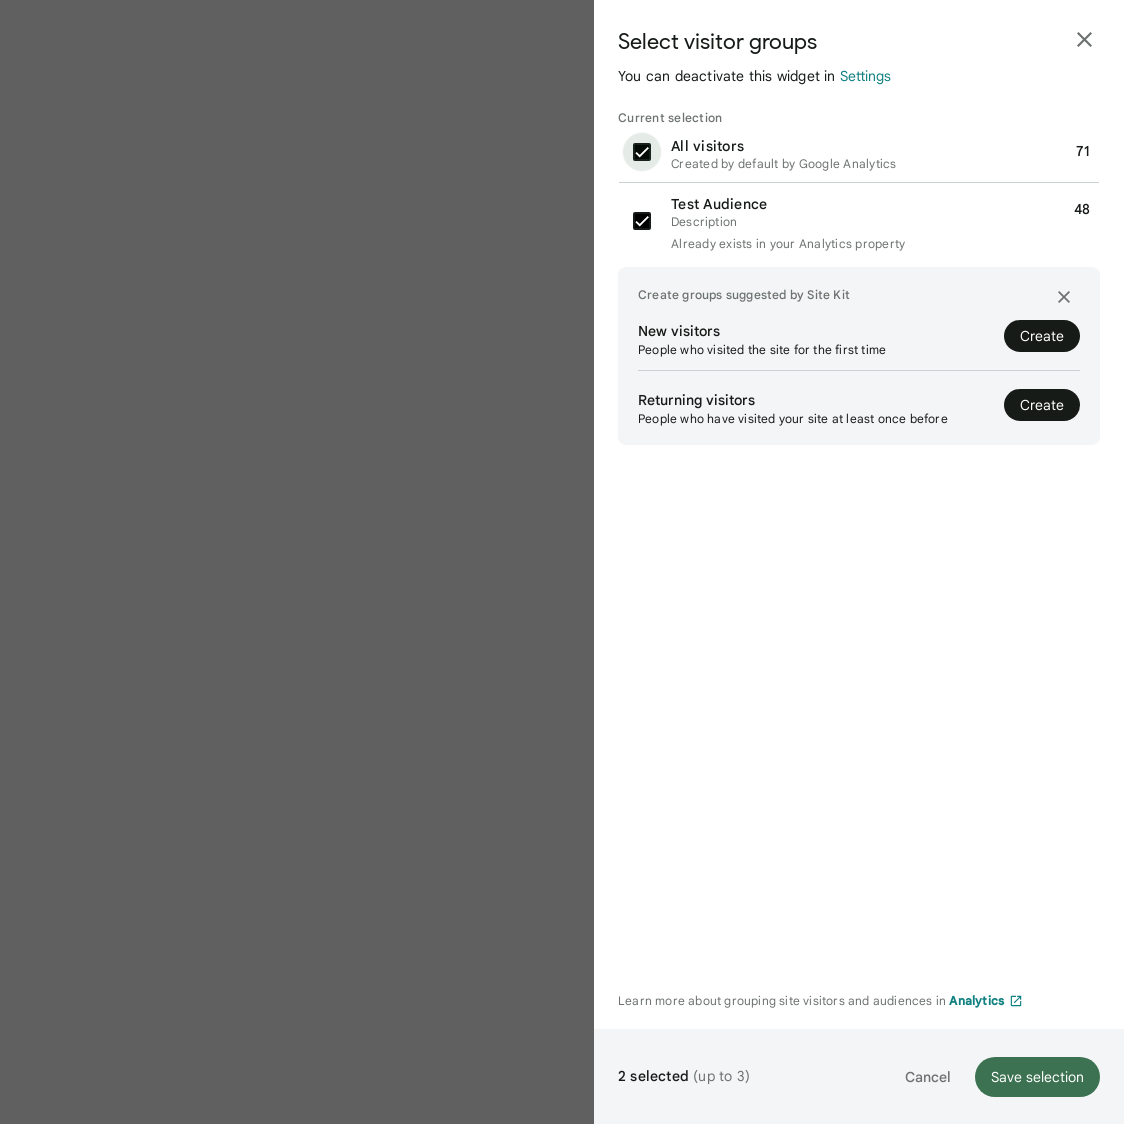 Select visitor groups
You can deactivate this widget in Settings
Current selection
All visitors
71
Created by default by Google Analytics
Test Audience
48
Description
Already exists in your Analytics property
Create groups suggested by Site Kit
New visitors
Create
People who visited the site for the first time
Returning visitors
Create
People who have visited your site at least once before
Learn more about grouping site visitors and audiences in Analytics
2 selected (up to 3)
Cancel
Save selection